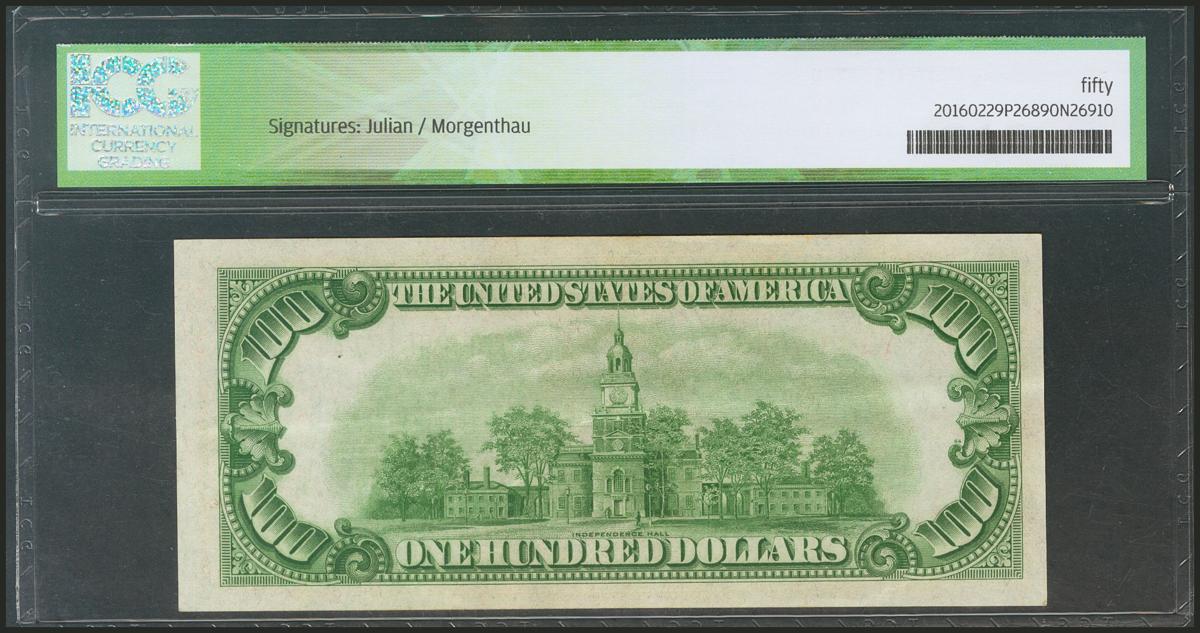 ICG
INTERNATIONAL
CURRENCY
GRADING
Signatures: Julian / Morgenthau
fifty
20160229P26890N26910
100
THE UNITED STATES OF AMERICA
100
INDEPENDENCE HALL
100
ONE HUNDRED DOLLARS
100